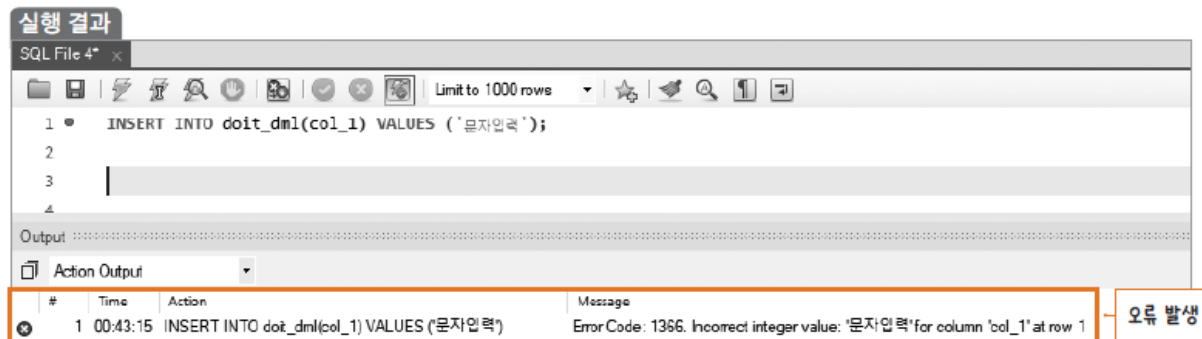 실행 결과
SQL File 4* ×
Limit to 1000 rows
1 INSERT INTO doit_dml(col_1) VALUES ('문자입력');
2
3
4
Output
Action Output
# Time Action Message
1 00:43:15 INSERT INTO doit_dml(col_1) VALUES ('문자입력') Error Code: 1366. Incorrect integer value: '문자입력' for column 'col_1' at row 1
오류 발생